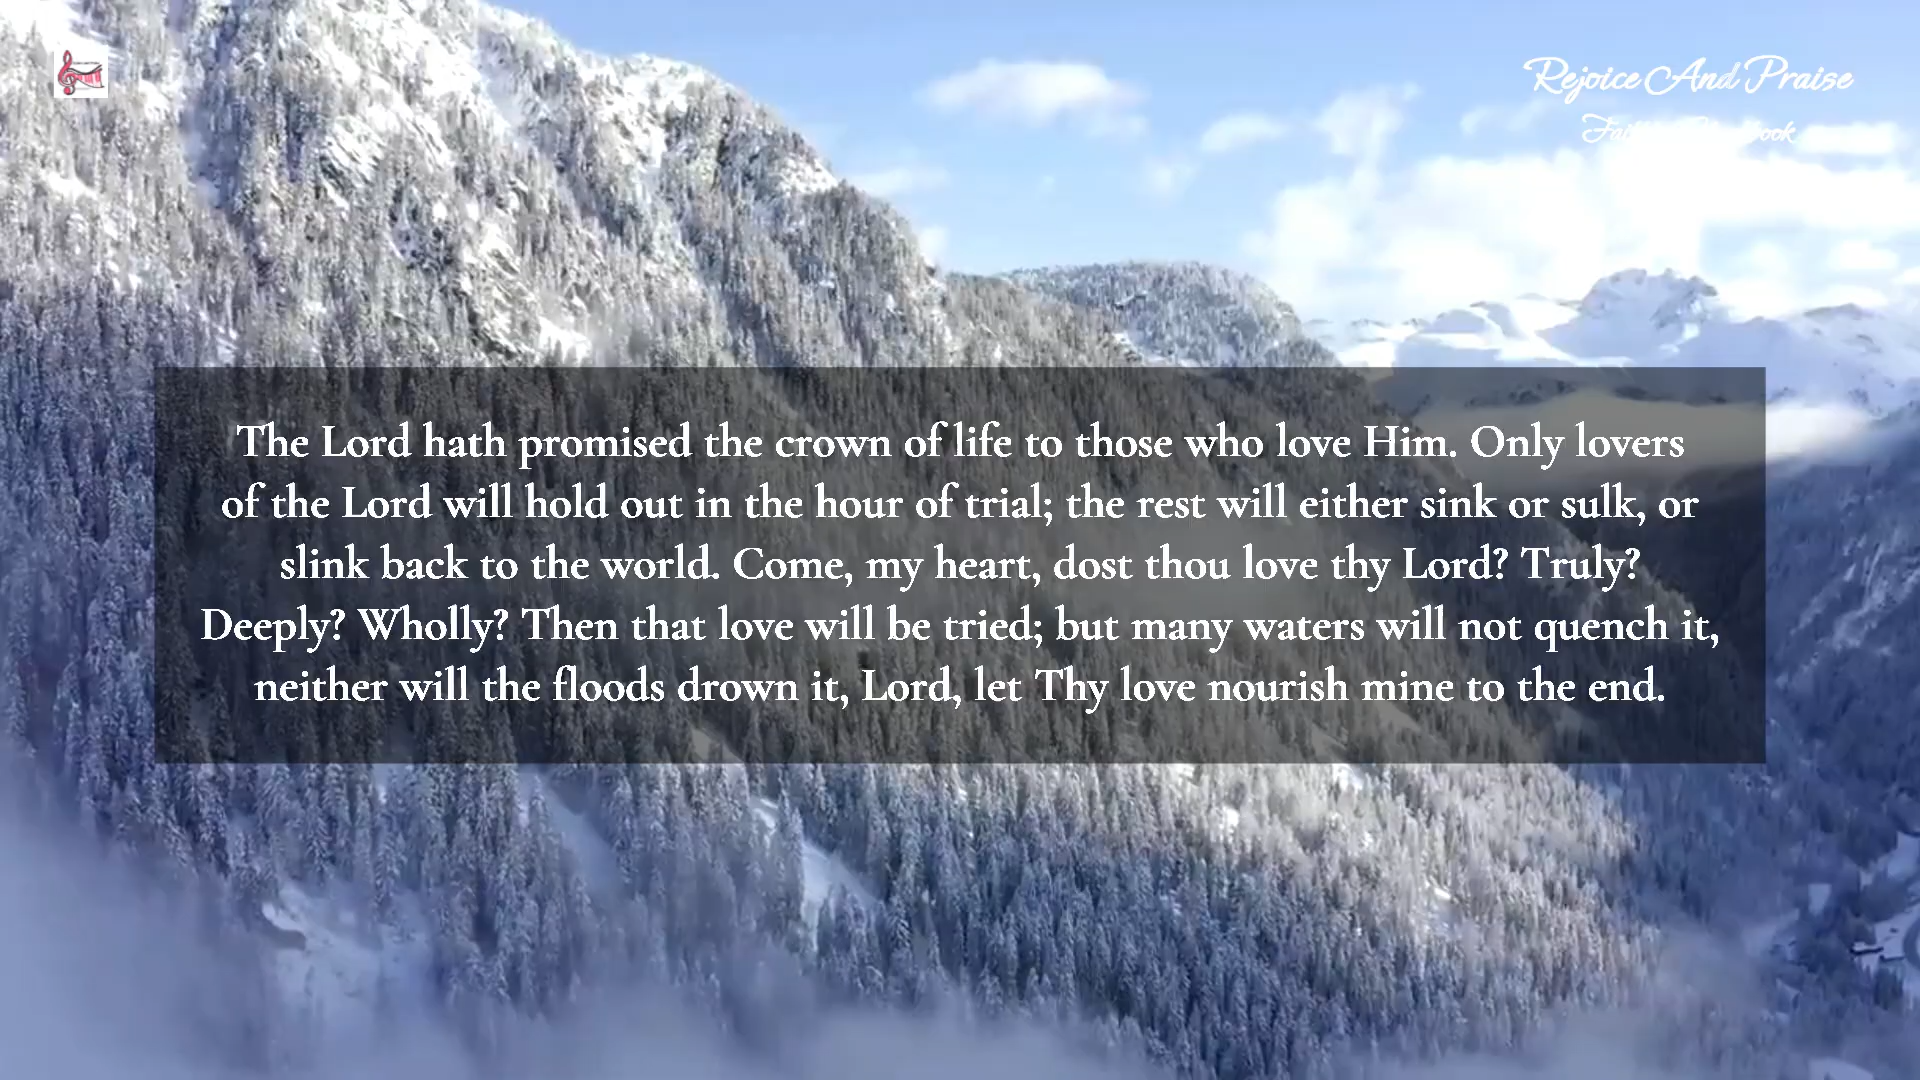 Rejoice And Praise
The Lord hath promised the crown of life to those who love Him. Only lovers
of the Lord will hold out in the hour of trial; the rest will either sink or sulk, or
slink back to the world. Come, my heart, dost thou love thy Lord? Truly?
Deeply? Wholly? Then that love will be tried; but many waters will not quench it,
neither will the floods drown it, Lord, let Thy love nourish mine to the end.